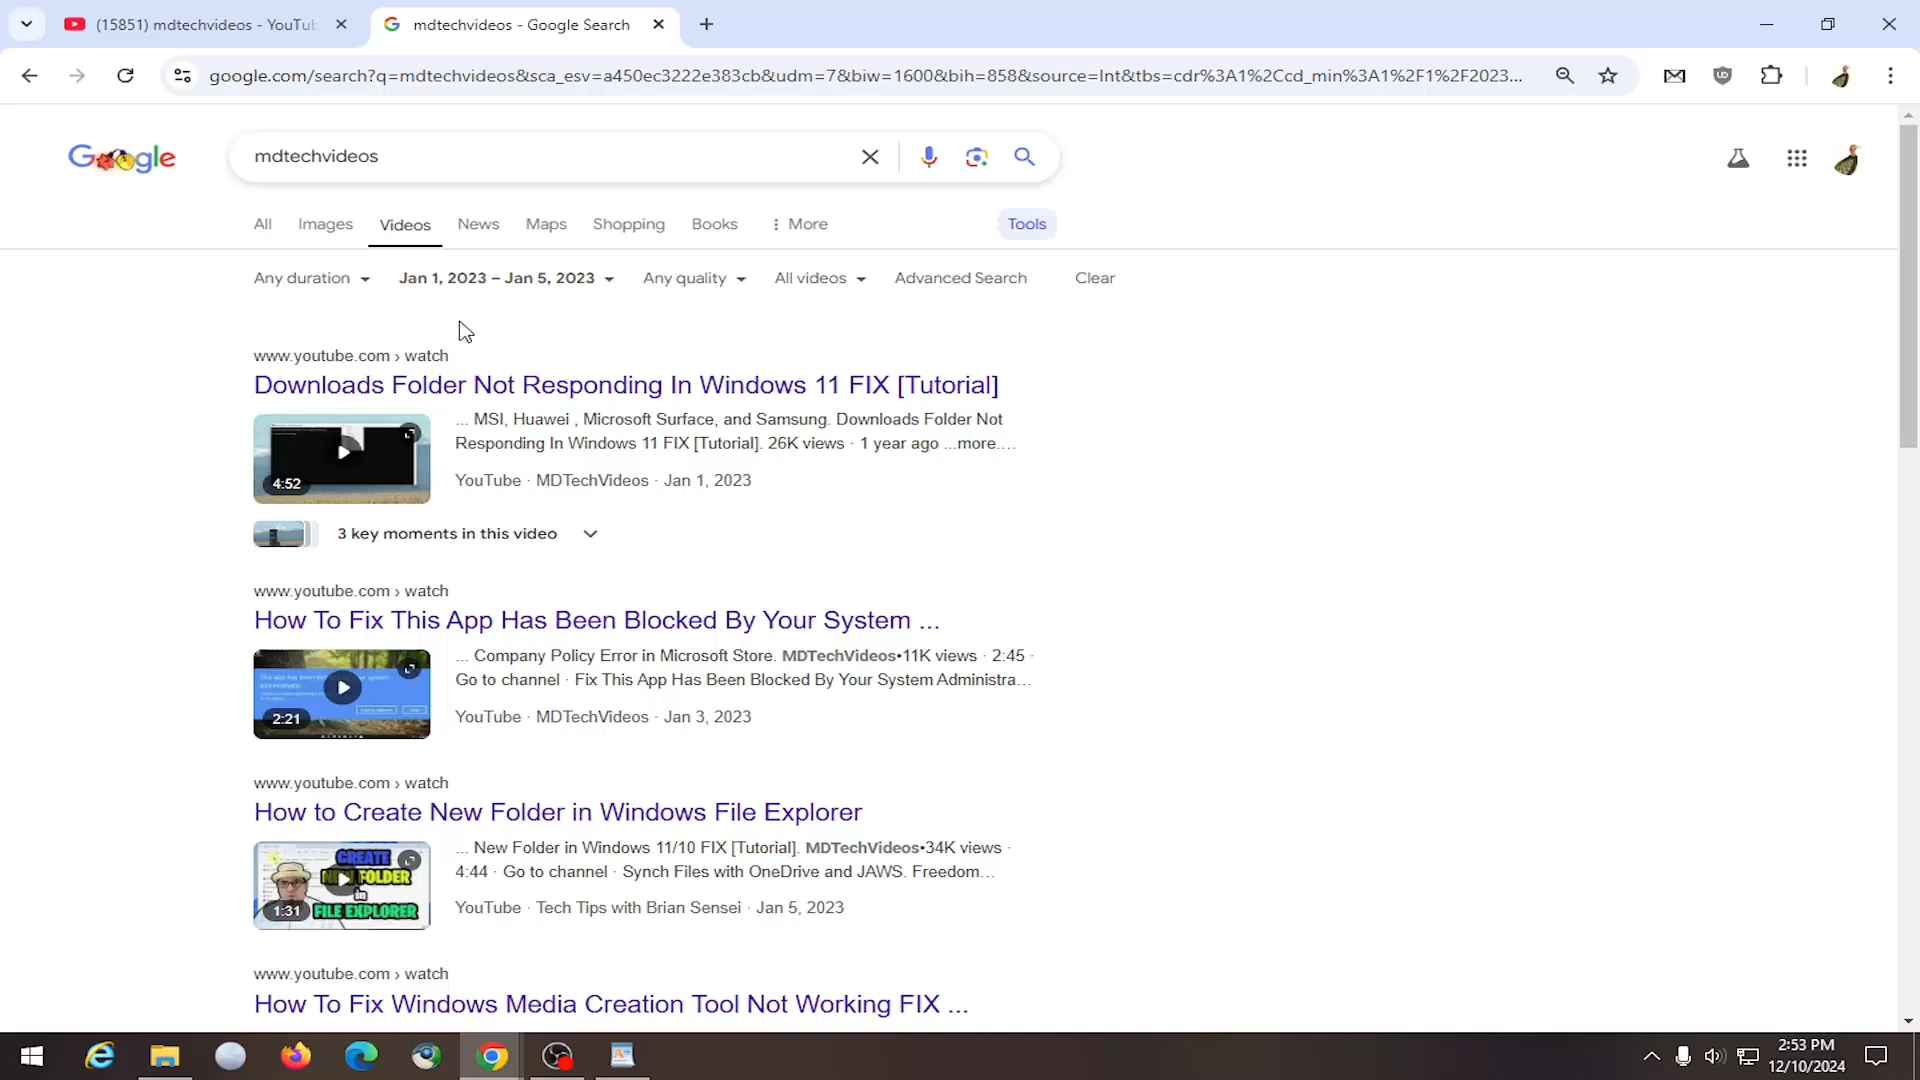 (15851) mdtechvideos - YouTub
mdtechvideos - Google Search
google.com/search?q=mdtechvideos&sca_esv=a450ec3222e383cb&udm=7&biw=1600&bih=858&source=lnt&tbs=cdr%3A1%2Ccd_min%3A1%2F1%2F2023...
Google
mdtechvideos
All
Images
Videos
News
Maps
Shopping
Books
More
Tools
Any duration
Jan 1, 2023 – Jan 5, 2023
Any quality
All videos
Advanced Search
Clear
www.youtube.com › watch
Downloads Folder Not Responding In Windows 11 FIX [Tutorial]
... MSI, Huawei , Microsoft Surface, and Samsung. Downloads Folder Not
Responding In Windows 11 FIX [Tutorial]. 26K views · 1 year ago ...more....
4:52
YouTube · MDTechVideos · Jan 1, 2023
3 key moments in this video
www.youtube.com › watch
How To Fix This App Has Been Blocked By Your System ...
... Company Policy Error in Microsoft Store. MDTechVideos•11K views · 2:45 ·
Go to channel · Fix This App Has Been Blocked By Your System Administra...
2:21
YouTube · MDTechVideos · Jan 3, 2023
www.youtube.com › watch
How to Create New Folder in Windows File Explorer
... New Folder in Windows 11/10 FIX [Tutorial]. MDTechVideos•34K views ·
4:44 · Go to channel · Synch Files with OneDrive and JAWS. Freedom...
CREATE
NEW FOLDER
in
FILE EXPLORER
1:31
YouTube · Tech Tips with Brian Sensei · Jan 5, 2023
www.youtube.com › watch
How To Fix Windows Media Creation Tool Not Working FIX ...
2:53 PM
12/10/2024